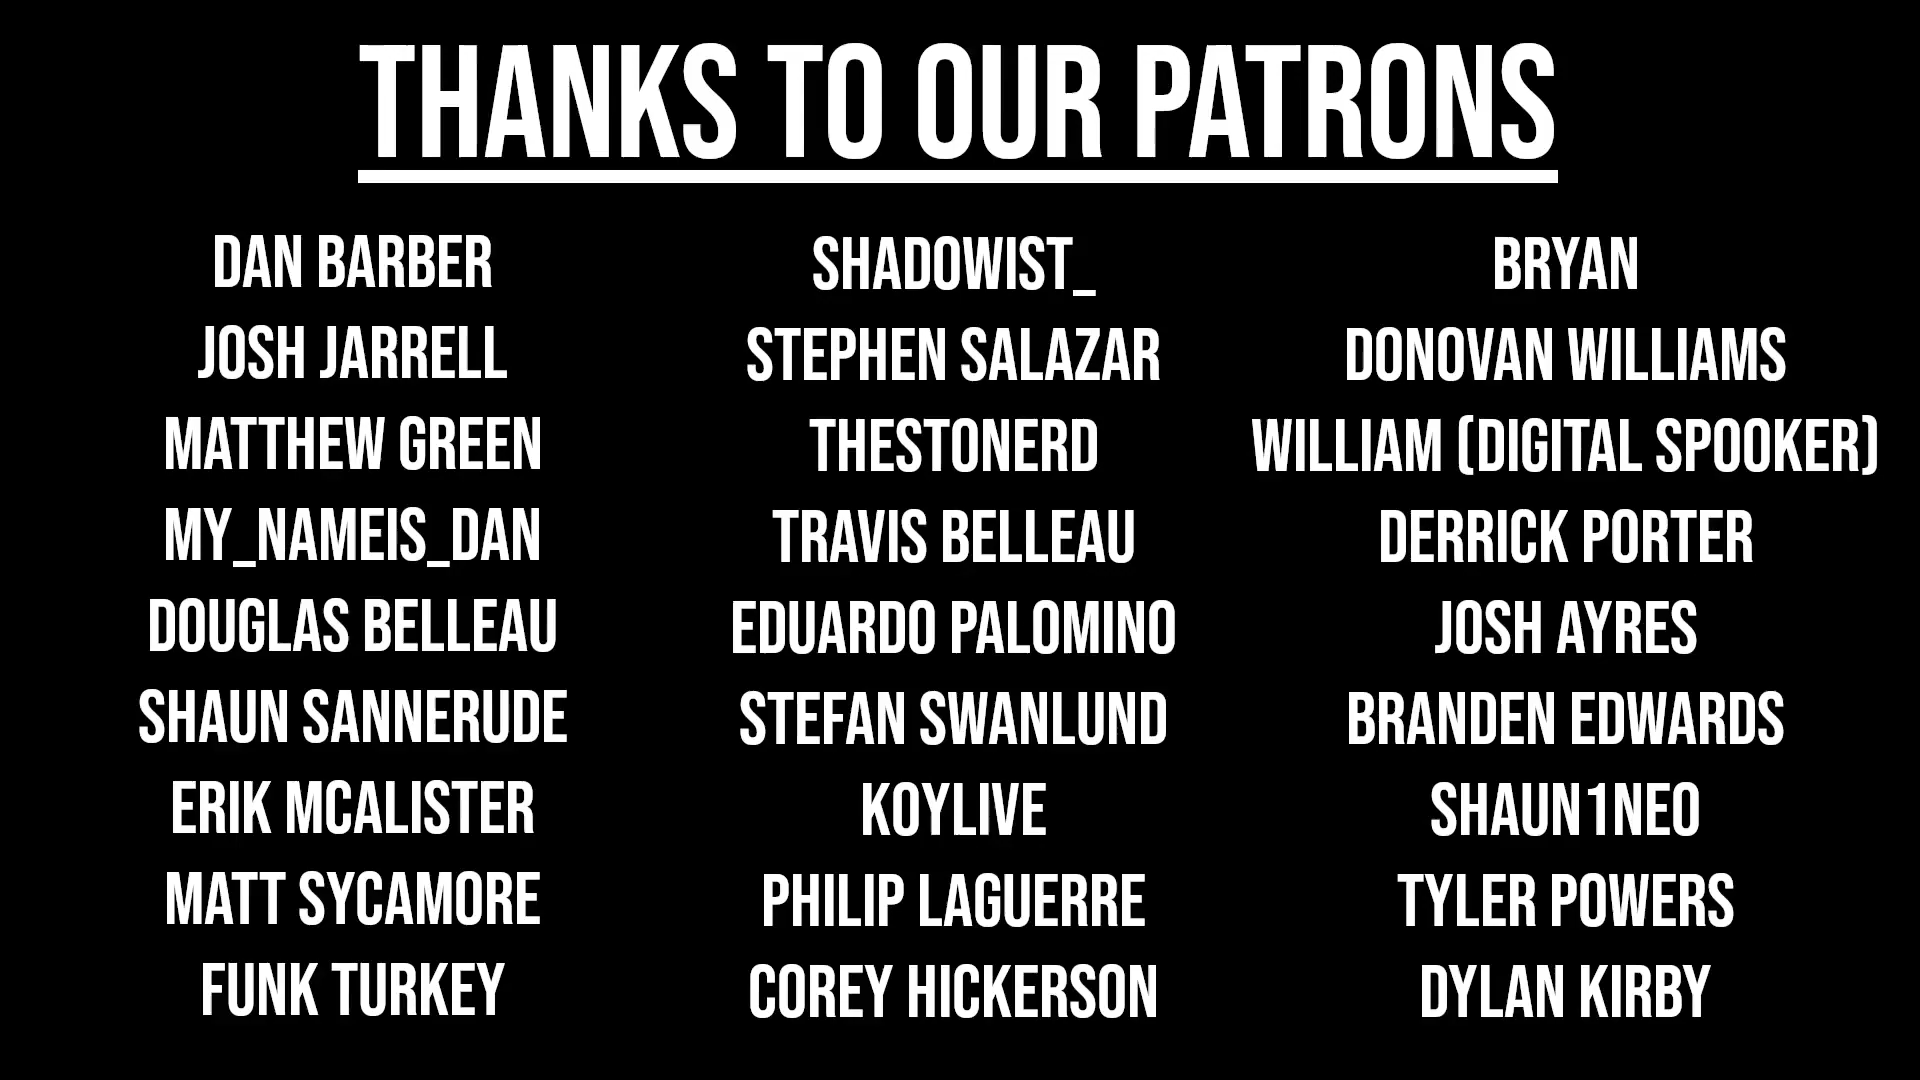 THANKS TO OUR PATRONS
DAN BARBER
JOSH JARRELL
MATTHEW GREEN
MY_NAMEIS_DAN
DOUGLAS BELLEAU
SHAUN SANNERUDE
ERIK MCALISTER
MATT SYCAMORE
FUNK TURKEY
SHADOWIST_
STEPHEN SALAZAR
THESTONERD
TRAVIS BELLEAU
EDUARDO PALOMINO
STEFAN SWANLUND
KOYLIVE
PHILIP LAGUERRE
COREY HICKERSON
BRYAN
DONOVAN WILLIAMS
WILLIAM (DIGITAL SPOOKER)
DERRICK PORTER
JOSH AYRES
BRANDEN EDWARDS
SHAUN1NEO
TYLER POWERS
DYLAN KIRBY